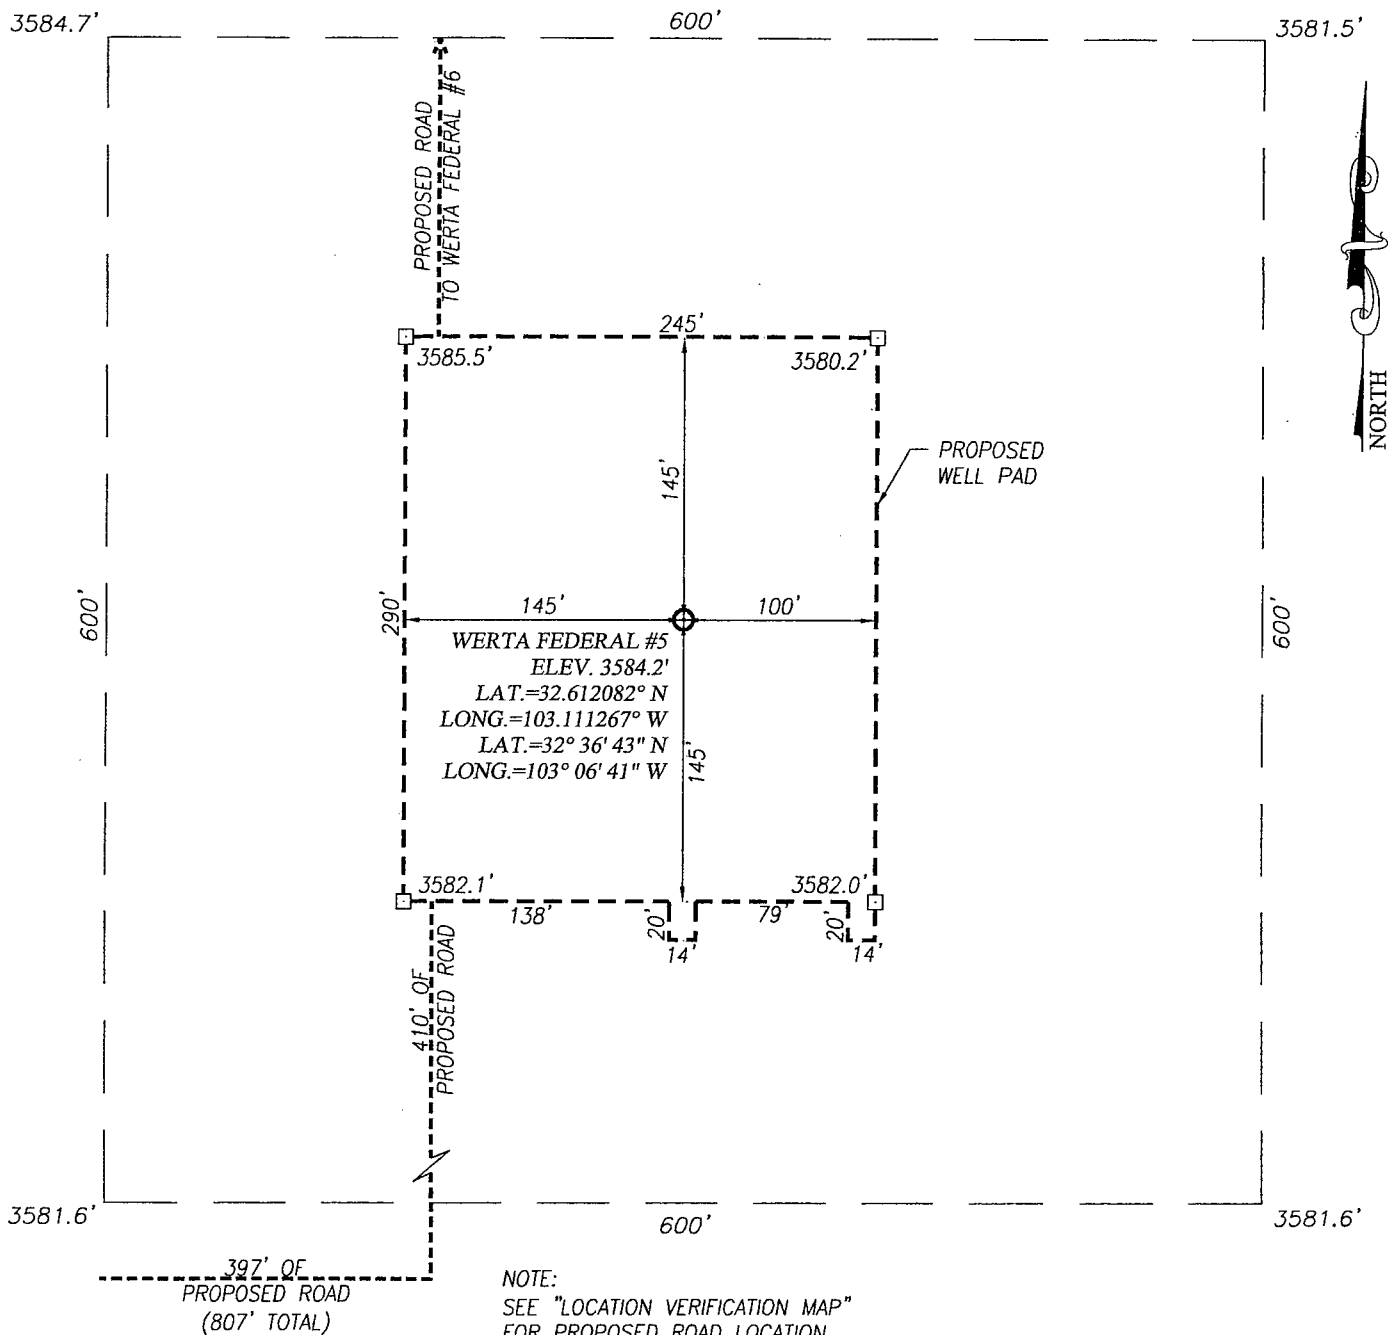 3584.7'
600'
3581.5'
PROPOSED ROAD
TO WERTA FEDERAL #6
NORTH
245'
3585.5'
3580.2'
PROPOSED
WELL PAD
145'
600'
290'
145'
100'
600'
WERTA FEDERAL #5
ELEV. 3584.2'
LAT.=32.612082° N
LONG.=103.111267° W
LAT.=32° 36' 43" N
LONG.=103° 06' 41" W
145'
3582.1'
3582.0'
138'
20'
14'
79'
20'
14'
410' OF
PROPOSED ROAD
3581.6'
600'
3581.6'
397' OF
PROPOSED ROAD
(807' TOTAL)
NOTE:
SEE "LOCATION VERIFICATION MAP"
FOR PROPOSED ROAD LOCATION